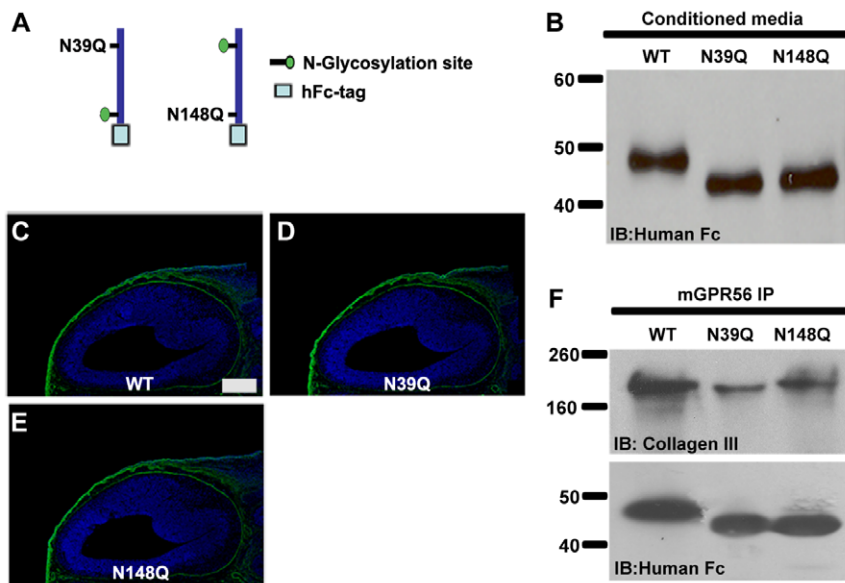 A
N39Q
N148Q
N-Glycosylation site
hFc-tag
B
Conditioned media
WT N39Q N148Q
60
50
40
IB:Human Fc
C
WT
D
N39Q
E
N148Q
F
mGPR56 IP
WT N39Q N148Q
260
160
IB: Collagen III
50
40
IB:Human Fc